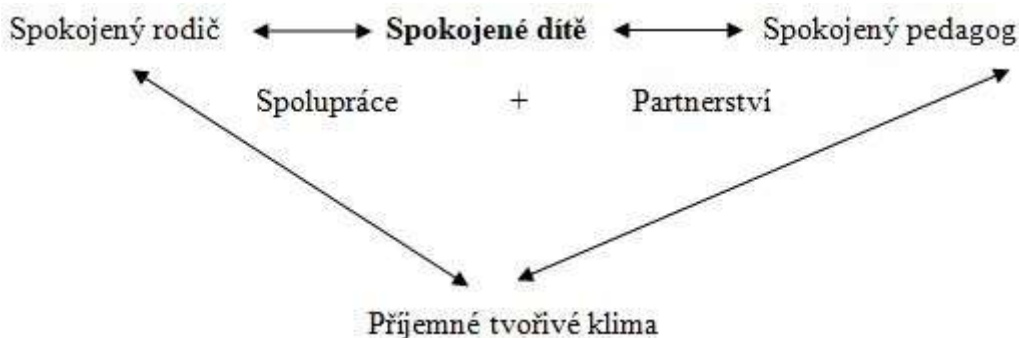 Spokojený rodič Spokojené dítě Spokojený pedagog
Spolupráce + Partnerství
Příjemné tvořivé klima